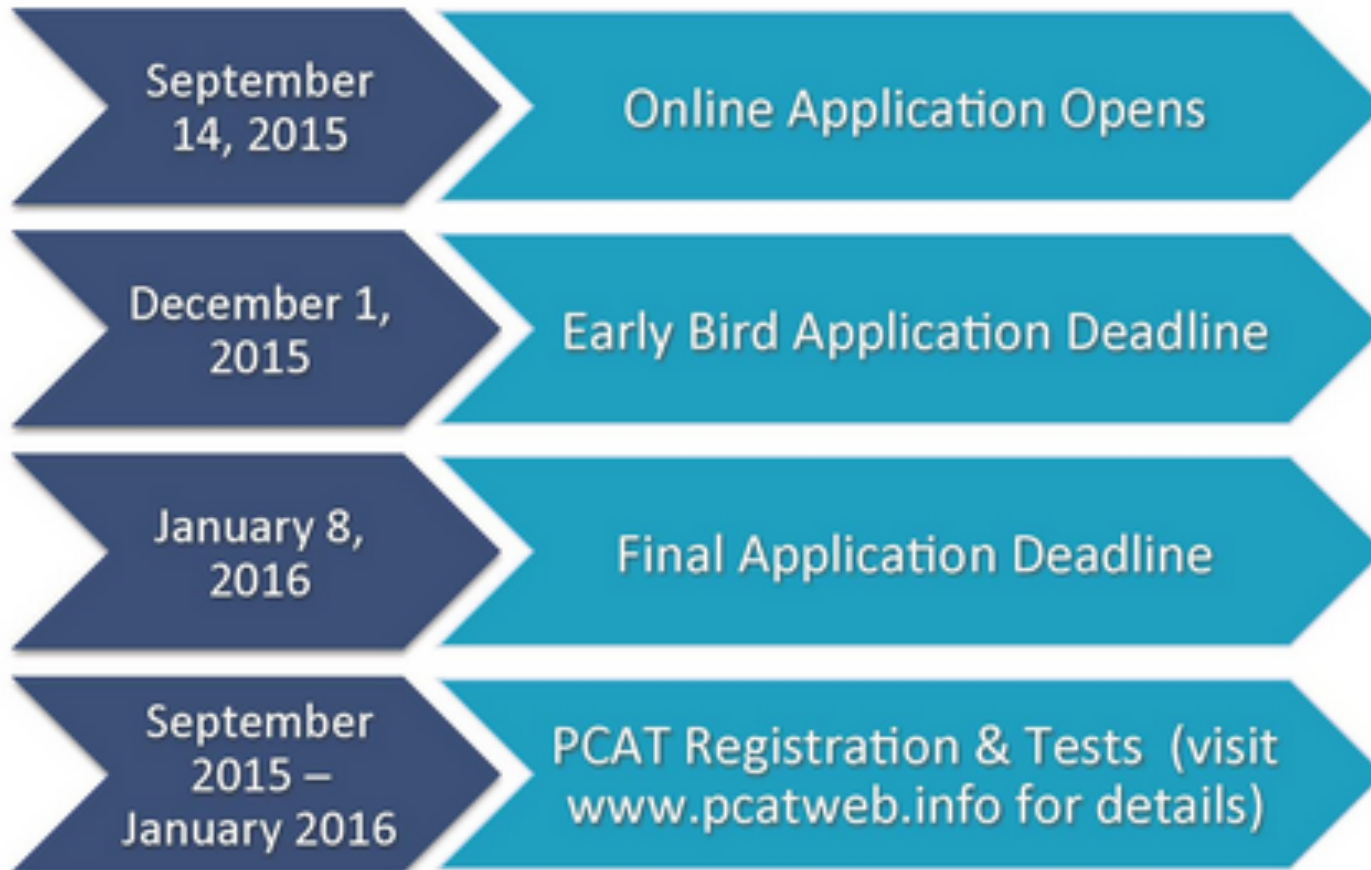 September
14, 2015
Online Application Opens
December 1,
2015
Early Bird Application Deadline
January 8,
2016
Final Application Deadline
September
2015 –
January 2016
PCAT Registration & Tests  (visit
www.pcatweb.info for details)